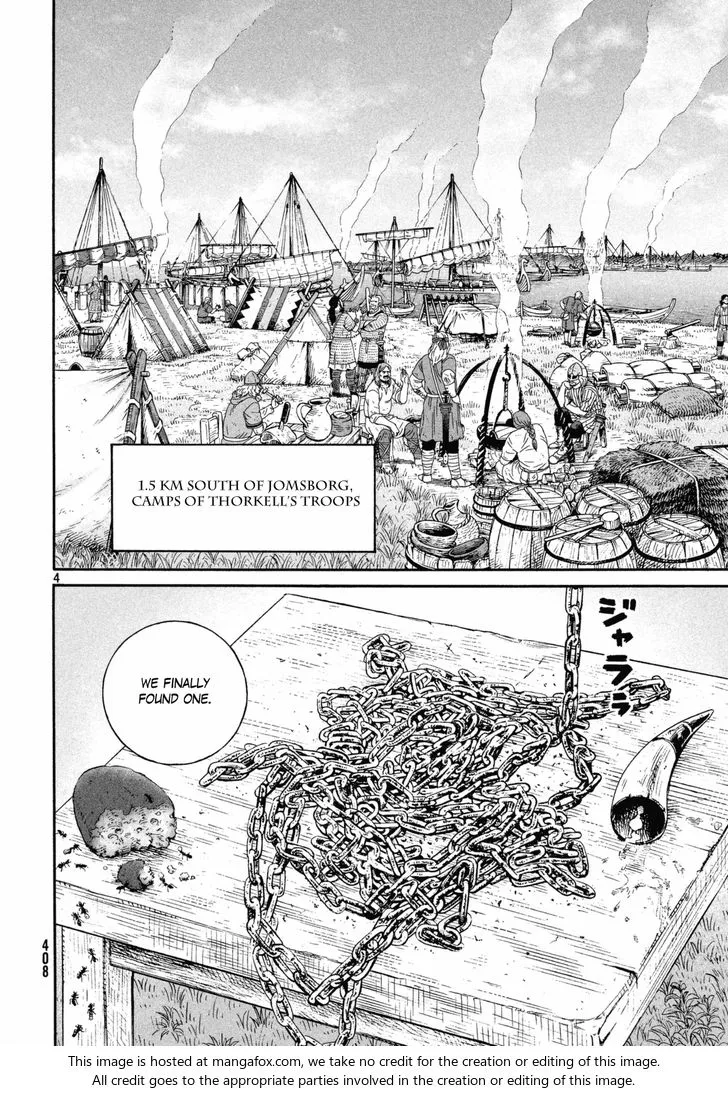 1.5 KM SOUTH OF JOMSBORG,
CAMPS OF THORKELL'S TROOPS
4
ジャララ
WE FINALLY
FOUND ONE.
408
This image is hosted at mangafox.com, we take no credit for the creation or editing of this image.
All credit goes to the appropriate parties involved in the creation or editing of this image.